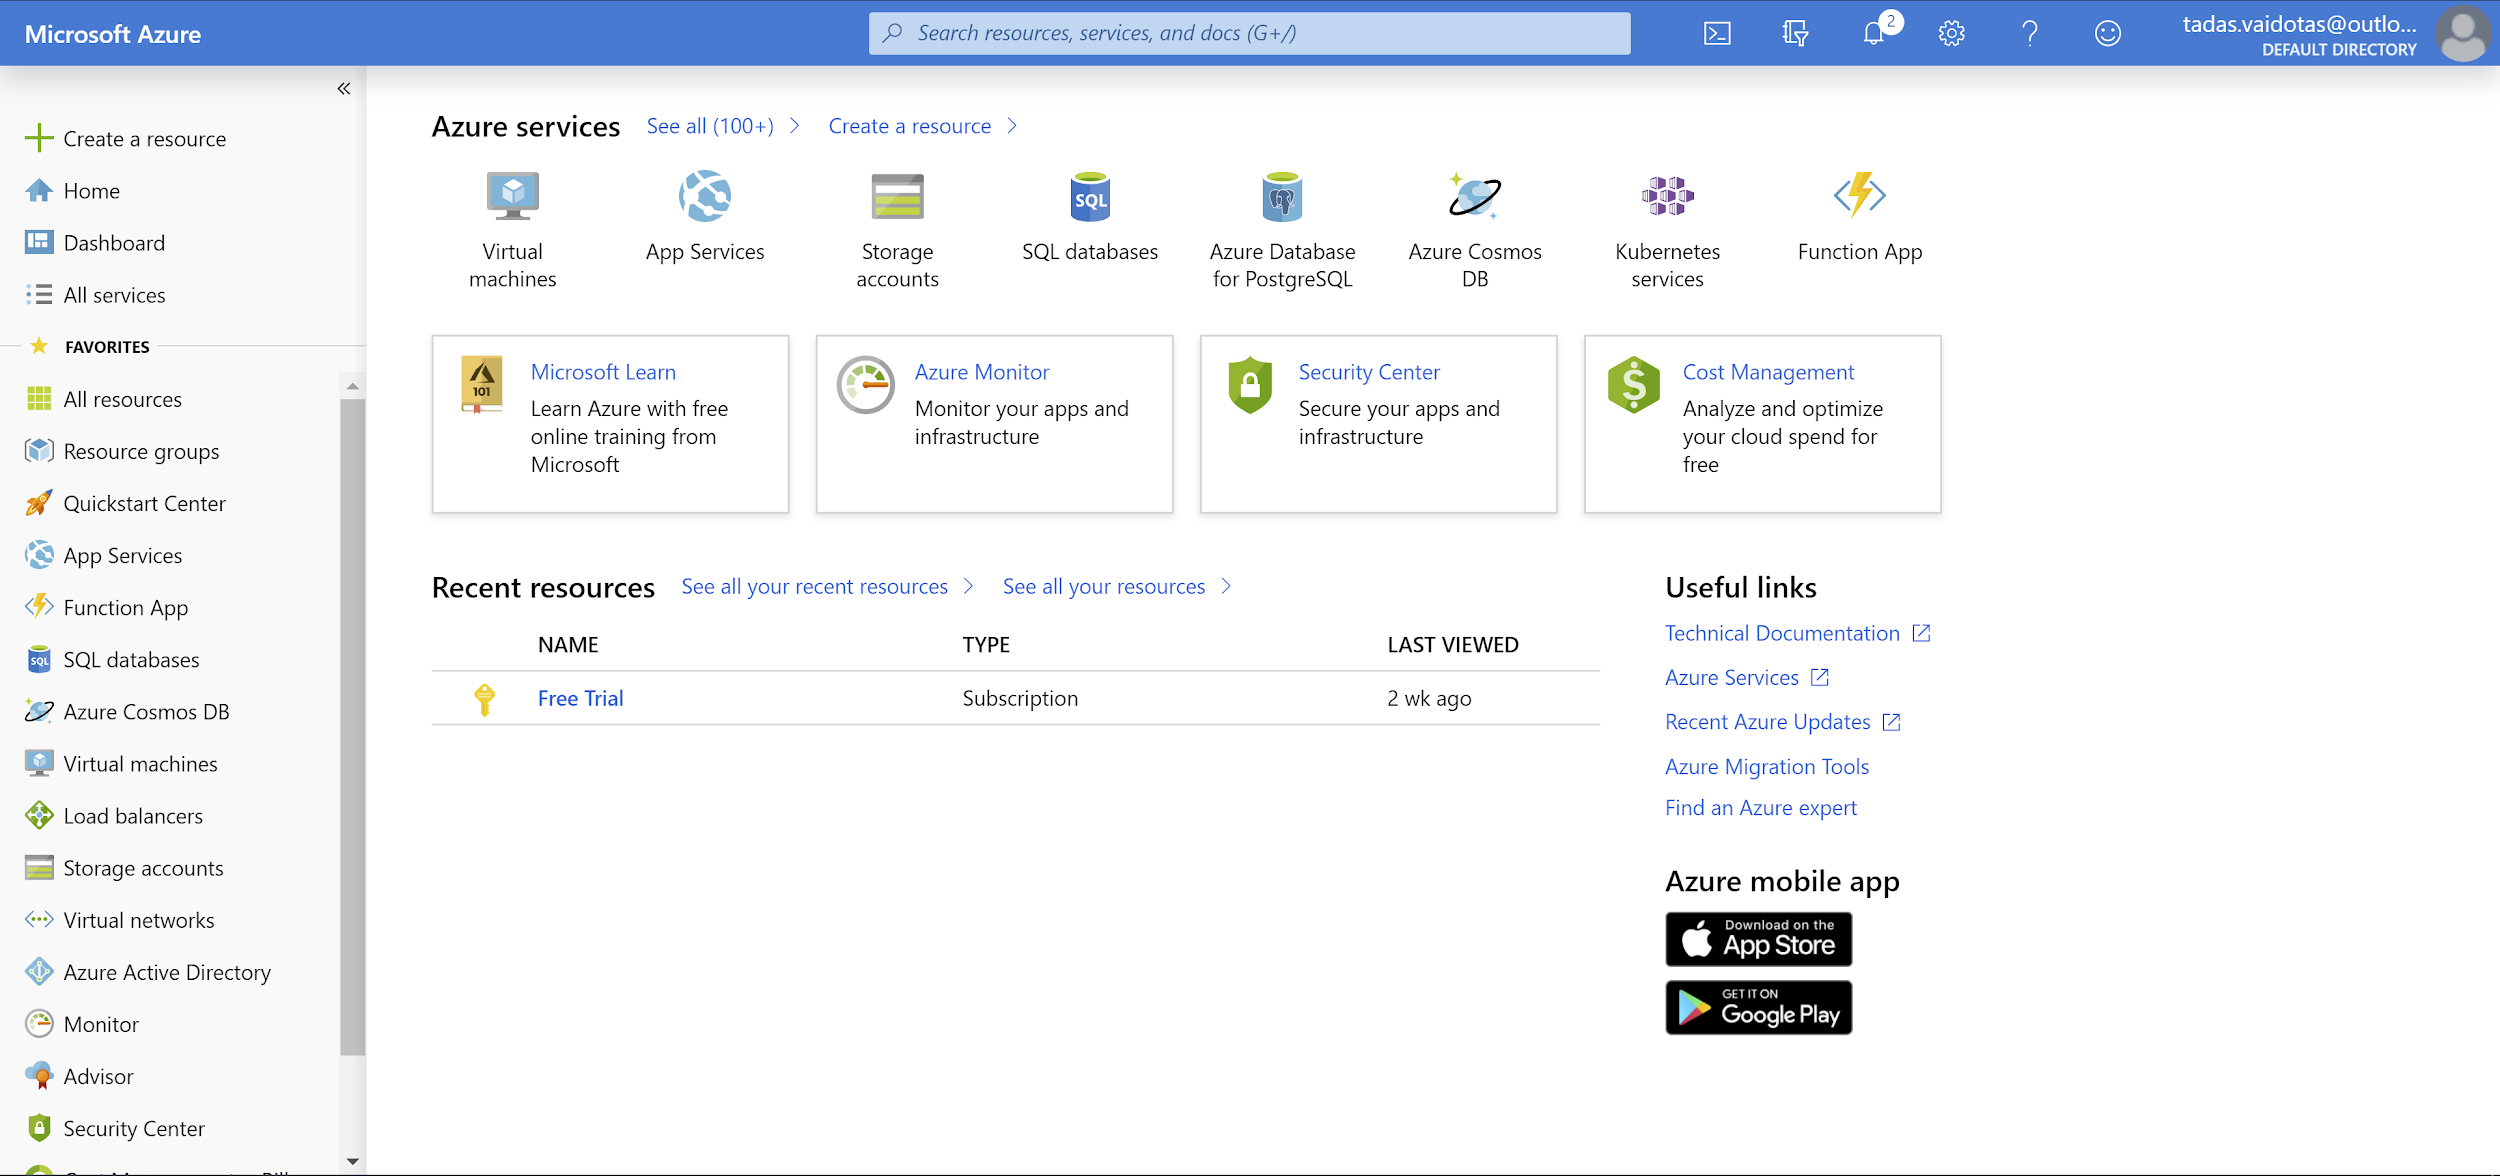 Microsoft Azure
Search resources, services, and docs (G+/)
2
tadas.vaidotas@outlo...
DEFAULT DIRECTORY
«
Create a resource
Home
Dashboard
All services
FAVORITES
All resources
Resource groups
Quickstart Center
App Services
Function App
SQL
SQL databases
Azure Cosmos DB
Virtual machines
Load balancers
Storage accounts
Virtual networks
Azure Active Directory
Monitor
Advisor
Security Center
Azure services
See all (100+)
Create a resource
Virtual
machines
App Services
Storage
accounts
SQL
SQL databases
Azure Database
for PostgreSQL
Azure Cosmos
DB
Kubernetes
services
Function App
101
Microsoft Learn
Learn Azure with free
online training from
Microsoft
Azure Monitor
Monitor your apps and
infrastructure
Security Center
Secure your apps and
infrastructure
$
Cost Management
Analyze and optimize
your cloud spend for
free
Recent resources
See all your recent resources
See all your resources
NAME TYPE LAST VIEWED
Free Trial Subscription 2 wk ago
Useful links
Technical Documentation
Azure Services
Recent Azure Updates
Azure Migration Tools
Find an Azure expert
Azure mobile app
Download on the
App Store
GET IT ON
Google Play